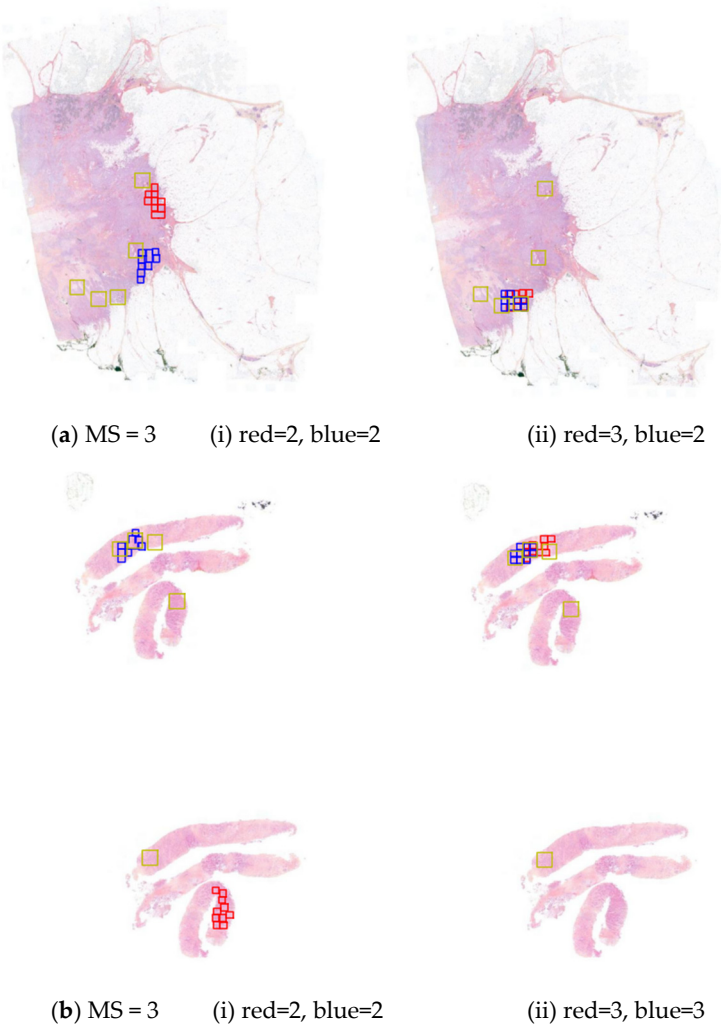 (a) MS = 3 (i) red=2, blue=2 (ii) red=3, blue=2
(b) MS = 3 (i) red=2, blue=2 (ii) red=3, blue=3